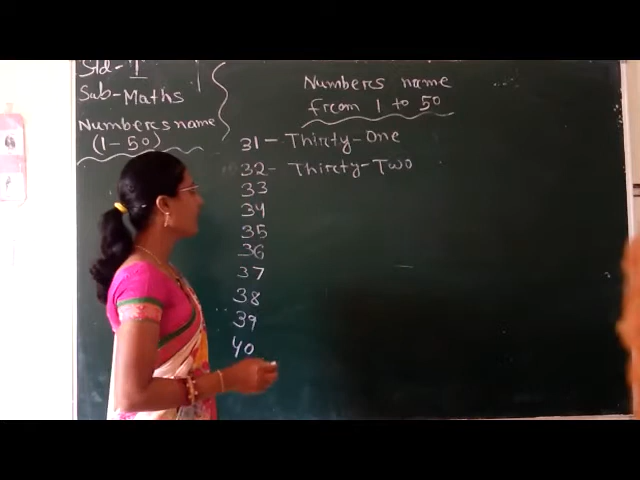 Std- I
Sub-Maths
Numbers name
(1-50)
Numbers name
from 1 to 50
31 - Thirty-One
32- Thirty-Two
33
34
35
36
37
38
39
40